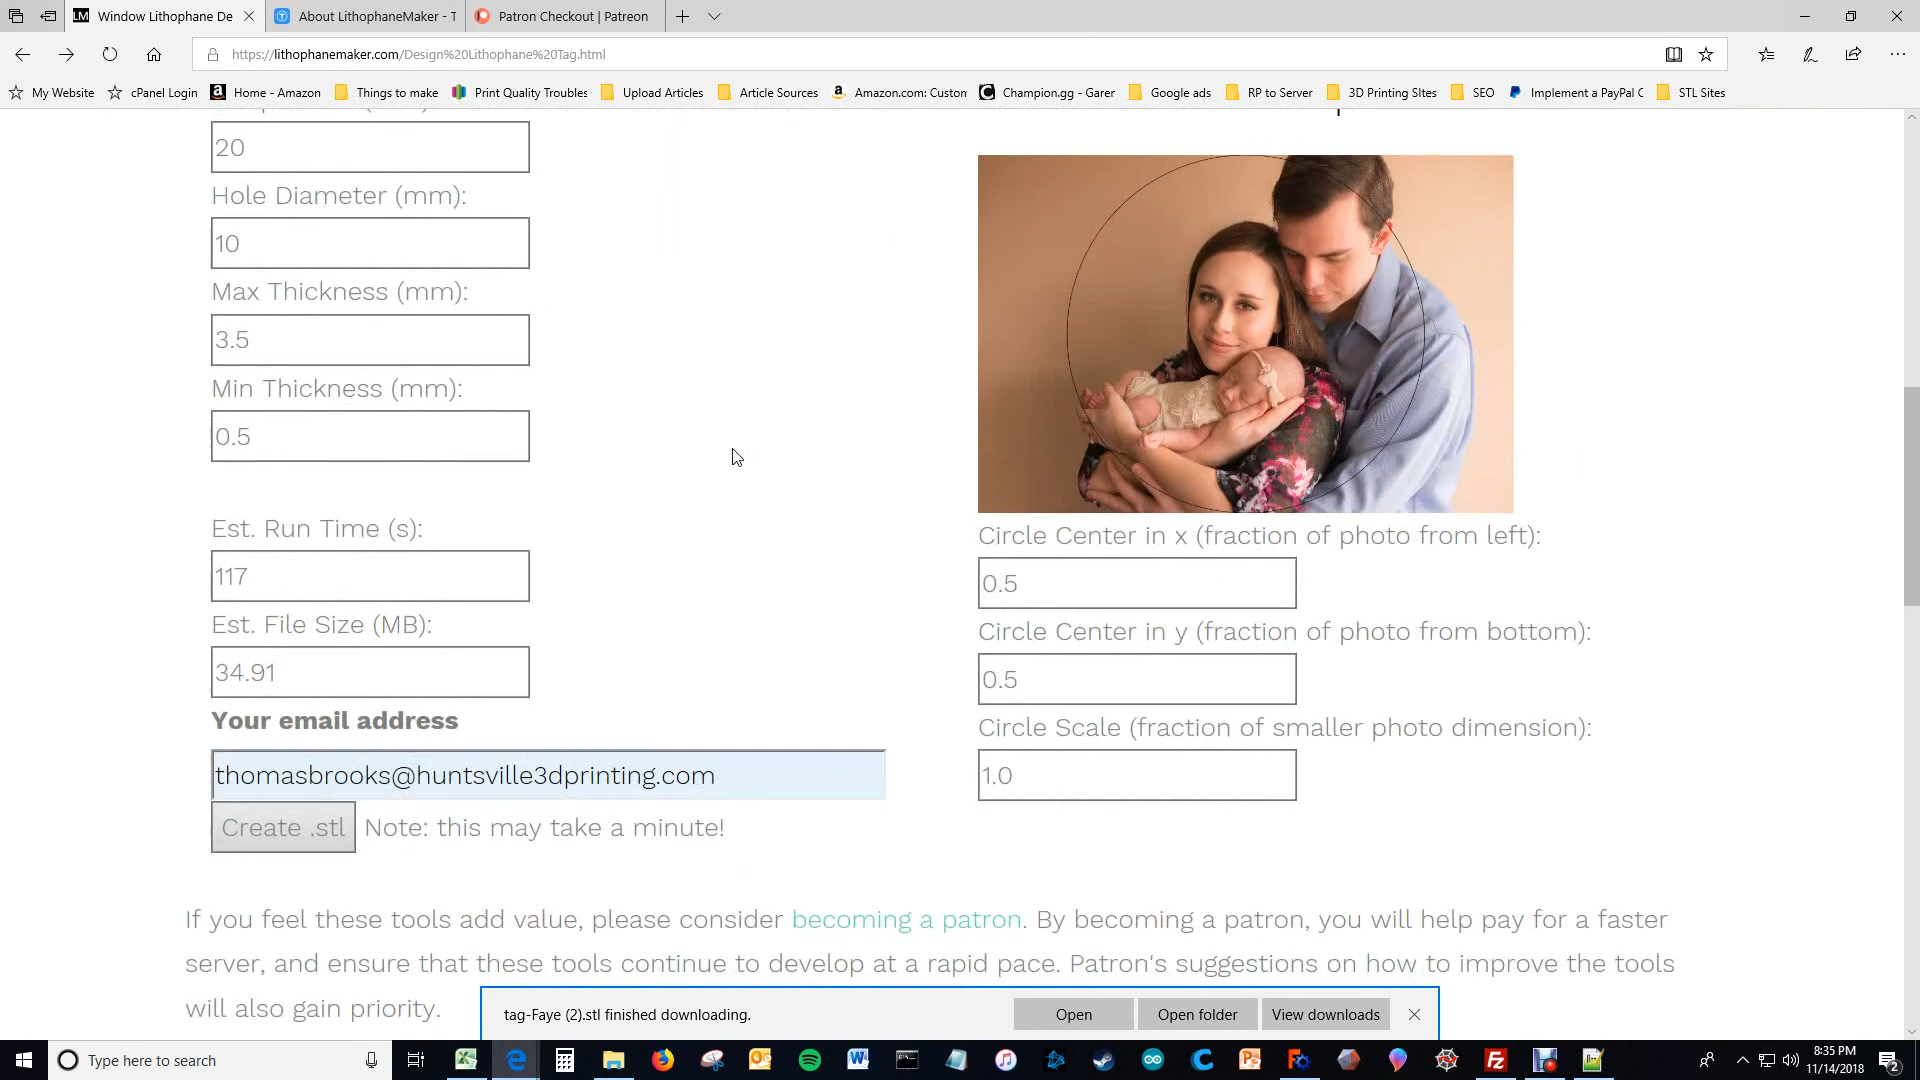 Window Lithophane De
About LithophaneMaker - T
Patron Checkout | Patreon
https://lithophanemaker.com/Design%20Lithophane%20Tag.html
My Website
cPanel Login
Home - Amazon
Things to make
Print Quality Troubles
Upload Articles
Article Sources
Amazon.com: Custom
Champion.gg - Garer
Google ads
RP to Server
3D Printing SItes
SEO
Implement a PayPal C
STL Sites
20
Hole Diameter (mm):
10
Max Thickness (mm):
3.5
Min Thickness (mm):
0.5
Est. Run Time (s):
117
Est. File Size (MB):
34.91
Your email address
thomasbrooks@huntsville3dprinting.com
Create .stl Note: this may take a minute!
Circle Center in x (fraction of photo from left):
0.5
Circle Center in y (fraction of photo from bottom):
0.5
Circle Scale (fraction of smaller photo dimension):
1.0
If you feel these tools add value, please consider becoming a patron. By becoming a patron, you will help pay for a faster
server, and ensure that these tools continue to develop at a rapid pace. Patron's suggestions on how to improve the tools
will also gain priority.
tag-Faye (2).stl finished downloading.
Open
Open folder
View downloads
Type here to search
8:35 PM
11/14/2018
2